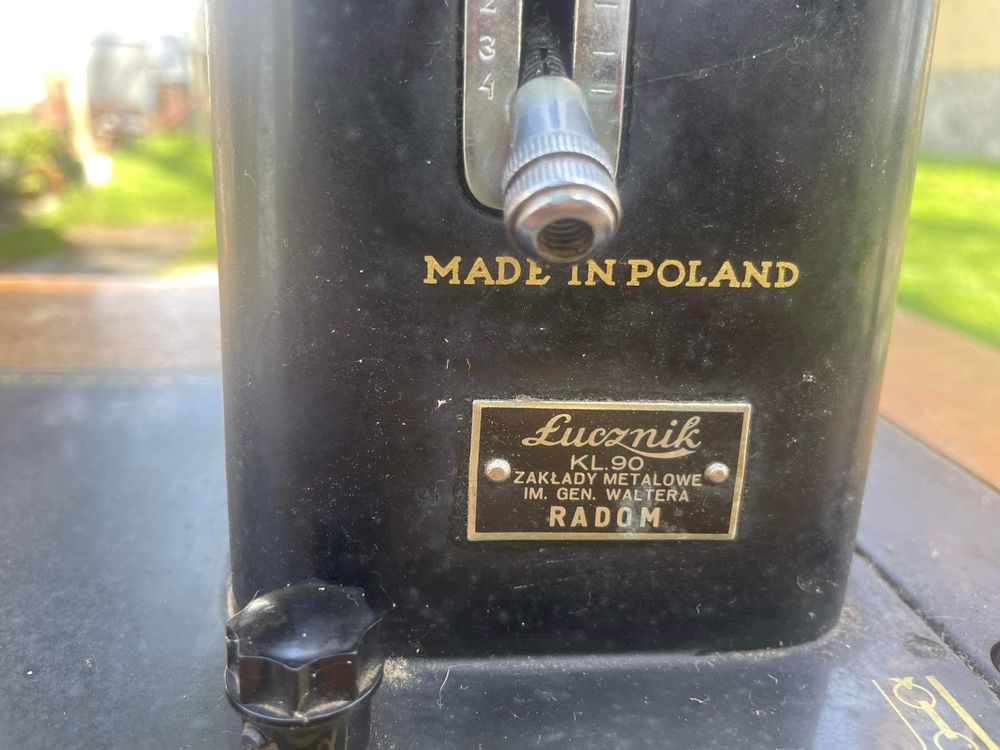 2
3
4
MADE IN POLAND
Łucznik
KL.90
ZAKŁADY METALOWE
IM. GEN. WALTERA
RADOM